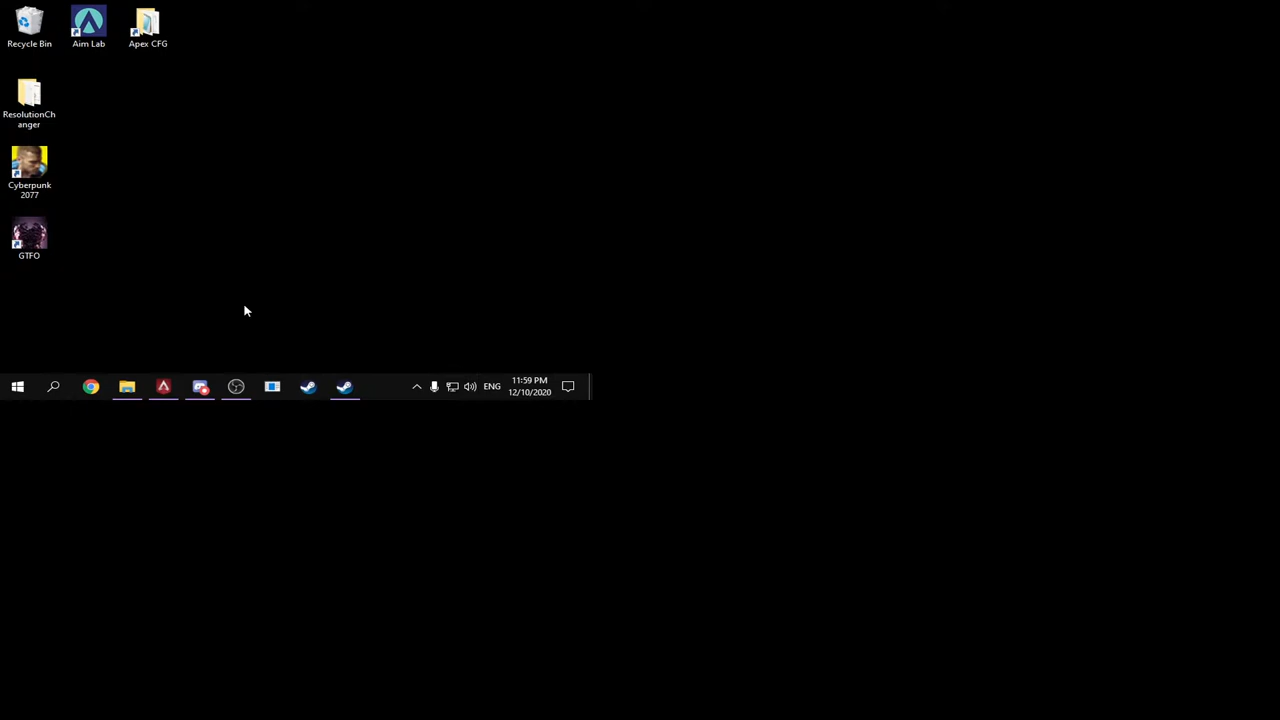 Recycle Bin
Aim Lab
Apex CFG
ResolutionCh
anger
Cyberpunk
2077
GTFO
ENG
11:59 PM
12/10/2020